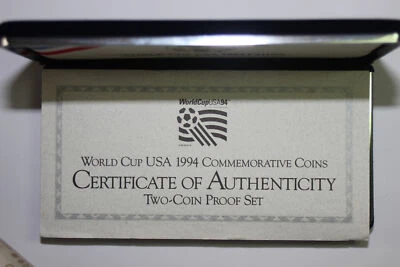 WorldCupUSA94
WORLD CUP USA 1994 COMMEMORATIVE COINS
CERTIFICATE OF AUTHENTICITY
TWO-COIN PROOF SET